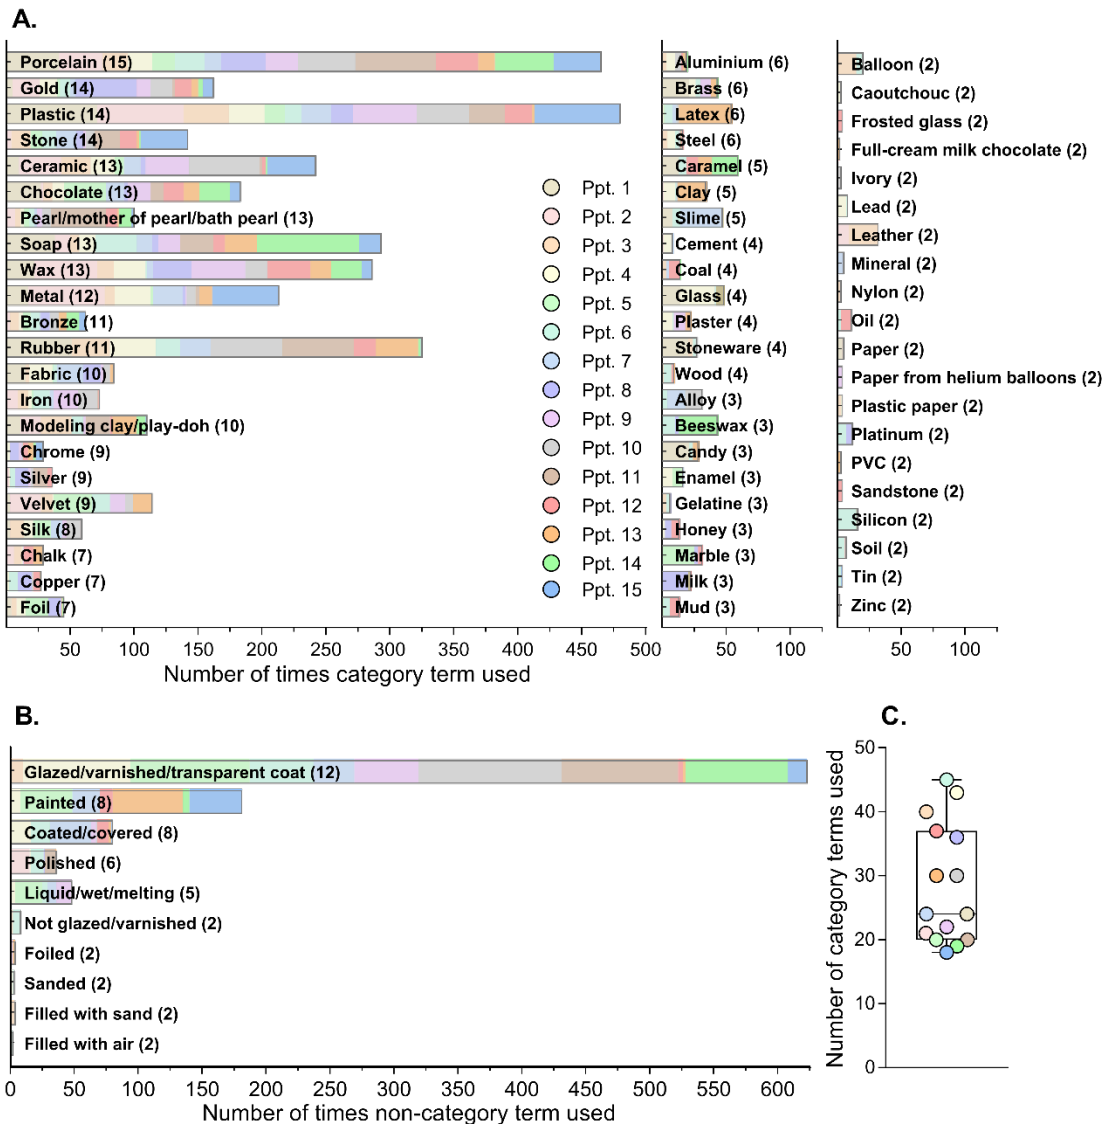 A.
Porcelain (15)
Gold (14)
Plastic (14)
Stone (14)
Ceramic (13)
Chocolate (13)
Pearl/mother of pearl/bath pearl (13)
Soap (13)
Wax (13)
Metal (12)
Bronze (11)
Rubber (11)
Fabric (10)
Iron (10)
Modeling clay/play-doh (10)
Chrome (9)
Silver (9)
Velvet (9)
Silk (8)
Chalk (7)
Copper (7)
Foil (7)
50 100 150 200 250 300 350 400 450 500
Number of times category term used
Ppt. 1
Ppt. 2
Ppt. 3
Ppt. 4
Ppt. 5
Ppt. 6
Ppt. 7
Ppt. 8
Ppt. 9
Ppt. 10
Ppt. 11
Ppt. 12
Ppt. 13
Ppt. 14
Ppt. 15
Aluminium (6)
Brass (6)
Latex (6)
Steel (6)
Caramel (5)
Clay (5)
Slime (5)
Cement (4)
Coal (4)
Glass (4)
Plaster (4)
Stoneware (4)
Wood (4)
Alloy (3)
Beeswax (3)
Candy (3)
Enamel (3)
Gelatine (3)
Honey (3)
Marble (3)
Milk (3)
Mud (3)
50 100
Balloon (2)
Caoutchouc (2)
Frosted glass (2)
Full-cream milk chocolate (2)
Ivory (2)
Lead (2)
Leather (2)
Mineral (2)
Nylon (2)
Oil (2)
Paper (2)
Paper from helium balloons (2)
Plastic paper (2)
Platinum (2)
PVC (2)
Sandstone (2)
Silicon (2)
Soil (2)
Tin (2)
Zinc (2)
50 100
B.
Glazed/varnished/transparent coat (12)
Painted (8)
Coated/covered (8)
Polished (6)
Liquid/wet/melting (5)
Not glazed/varnished (2)
Foiled (2)
Sanded (2)
Filled with sand (2)
Filled with air (2)
0 50 100 150 200 250 300 350 400 450 500 550 600
Number of times non-category term used
C.
Number of category terms used
50
40
30
20
10
0